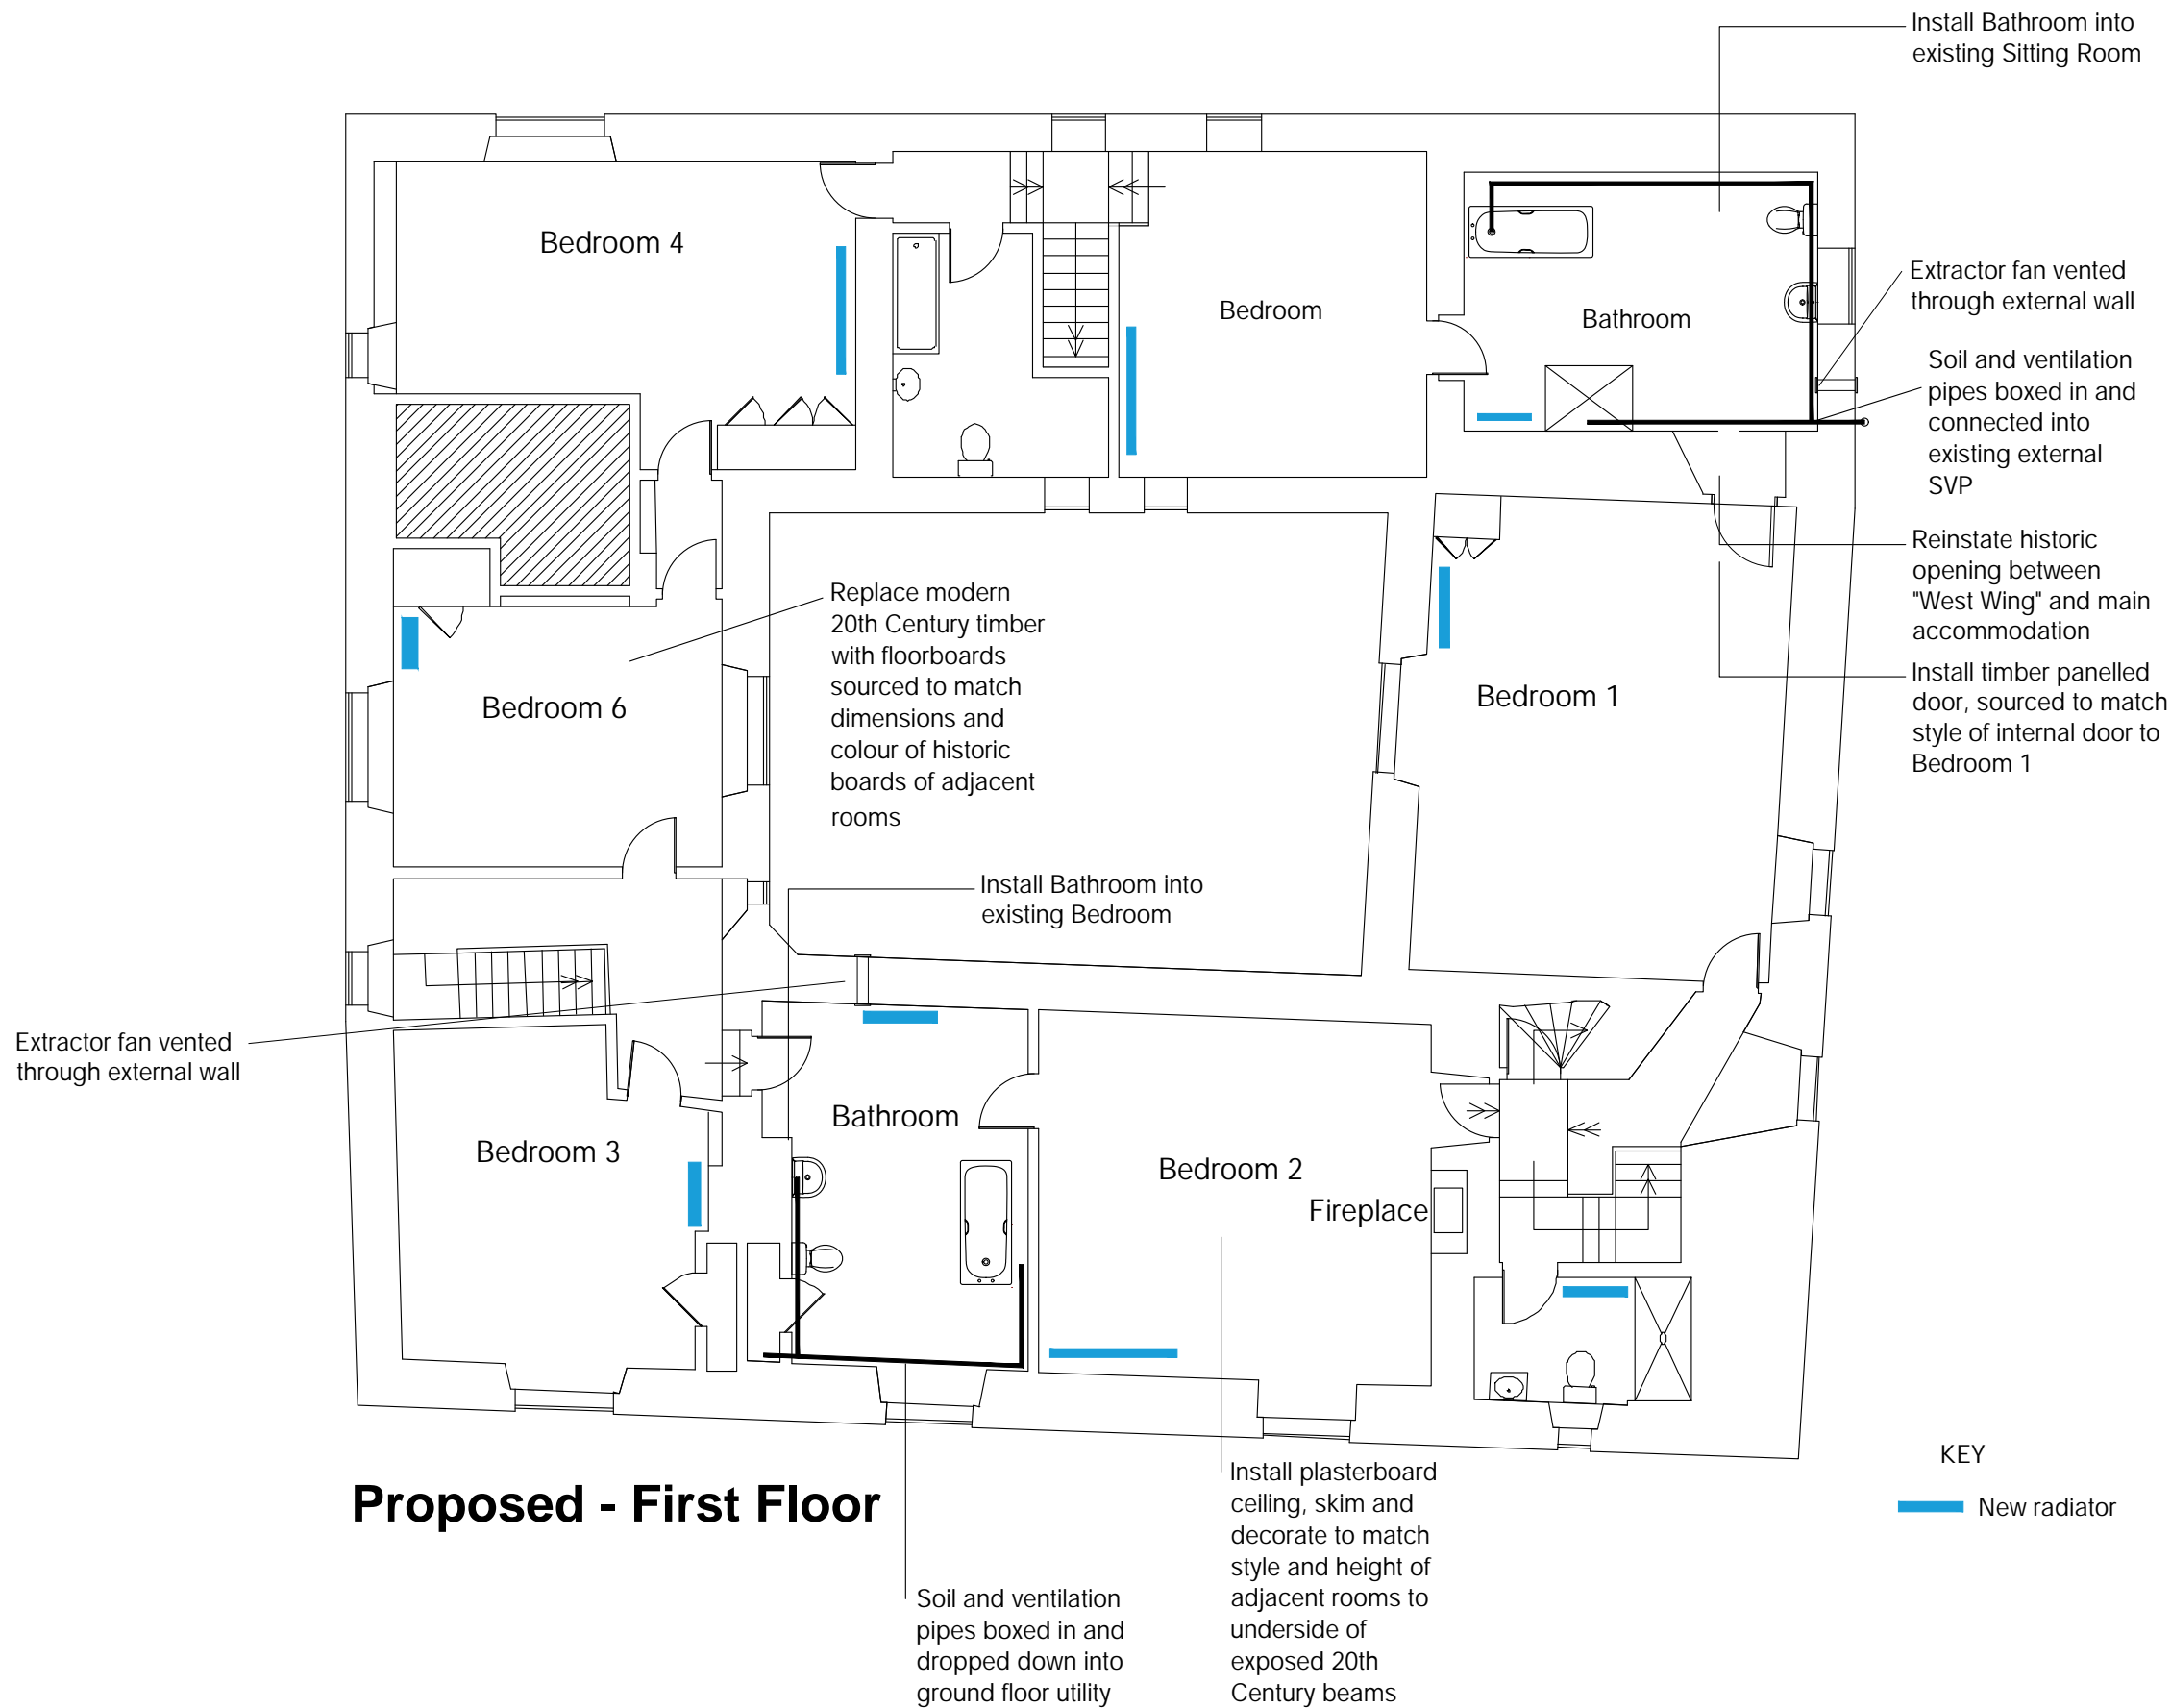 Install Bathroom into
existing Sitting Room
Bedroom 4
Bedroom
Bathroom
Extractor fan vented
through external wall
Soil and ventilation
pipes boxed in and
connected into
existing external
SVP
Reinstate historic
opening between
"West Wing" and main
accommodation
Install timber panelled
door, sourced to match
style of internal door to
Bedroom 1
Replace modern
20th Century timber
with floorboards
sourced to match
dimensions and
colour of historic
boards of adjacent
rooms
Bedroom 6
Bedroom 1
Install Bathroom into
existing Bedroom
Extractor fan vented
through external wall
Bathroom
Bedroom 3
Bedroom 2
Fireplace
KEY
New radiator
Proposed - First Floor
Install plasterboard
ceiling, skim and
decorate to match
style and height of
adjacent rooms to
underside of
exposed 20th
Century beams
Soil and ventilation
pipes boxed in and
dropped down into
ground floor utility